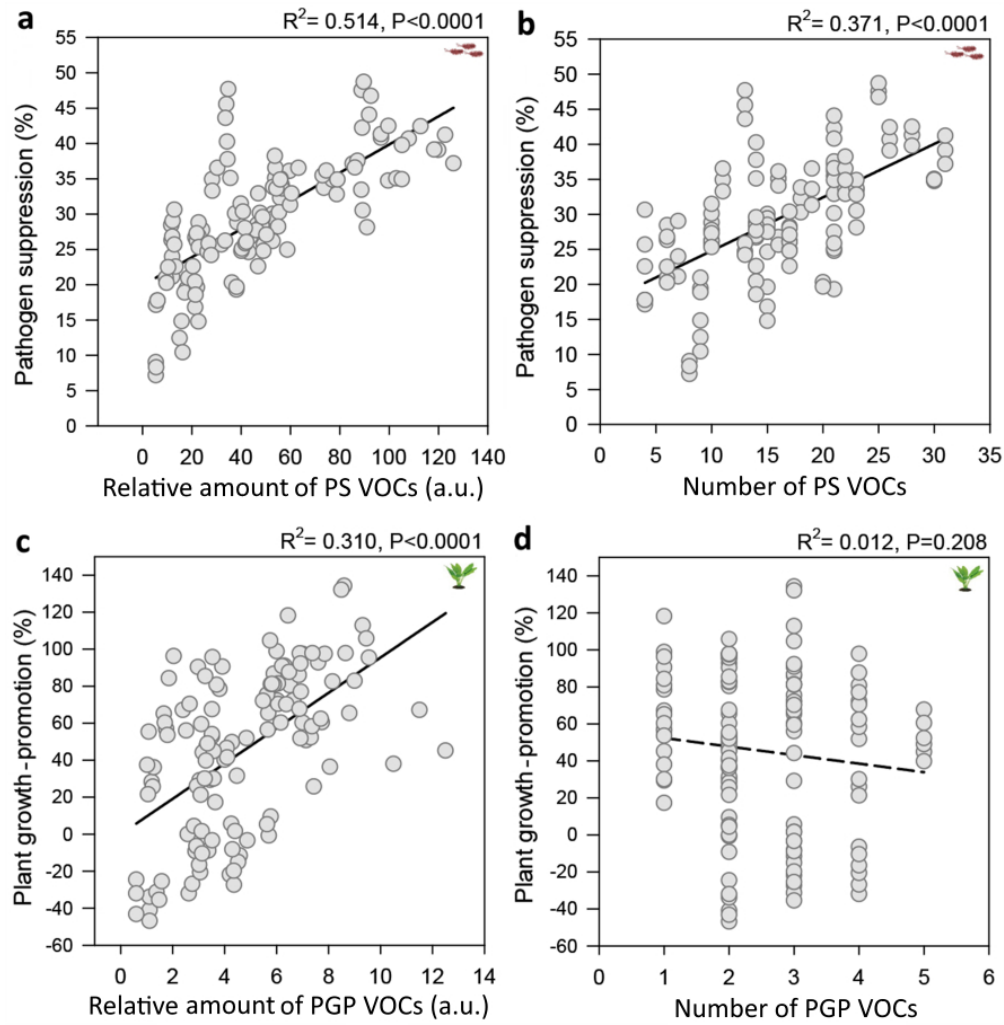 a
R²= 0.514, P<0.0001
55
50
45
40
35
30
25
20
15
10
5
0
Pathogen suppression (%)
0 20 40 60 80 100 120 140
Relative amount of PS VOCs (a.u.)
b
R²= 0.371, P<0.0001
55
50
45
40
35
30
25
20
15
10
5
0
Pathogen suppression (%)
0 5 10 15 20 25 30 35
Number of PS VOCs
c
R²= 0.310, P<0.0001
140
120
100
80
60
40
20
0
-20
-40
-60
Plant growth-promotion (%)
0 2 4 6 8 10 12 14
Relative amount of PGP VOCs (a.u.)
d
R²= 0.012, P=0.208
140
120
100
80
60
40
20
0
-20
-40
-60
Plant growth-promotion (%)
0 1 2 3 4 5 6
Number of PGP VOCs